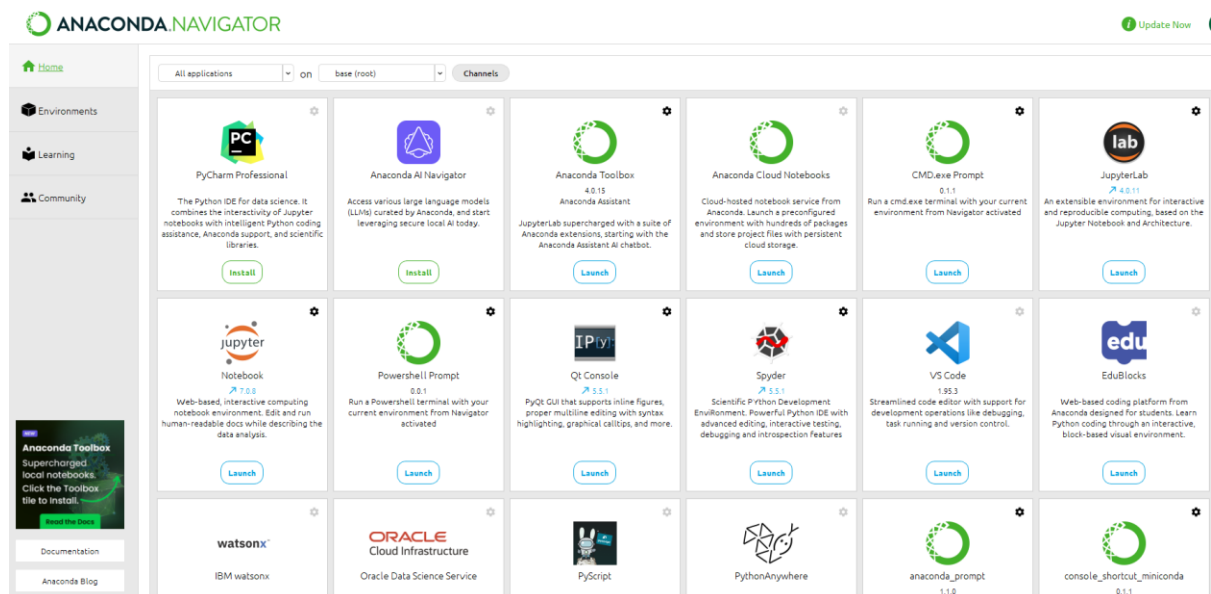 ANACONDA.NAVIGATOR
i Update Now
Home
Environments
Learning
Community
All applications on base (root) Channels
PC
PyCharm Professional
The Python IDE for data science. It
combines the interactivity of Jupyter
notebooks with intelligent Python coding
assistance, Anaconda support, and scientific
libraries.
Install
Anaconda AI Navigator
Access various large language models
(LLMs) curated by Anaconda, and start
leveraging secure local AI today.
Install
Anaconda Toolbox
4.0.15
Anaconda Assistant
JupyterLab supercharged with a suite of
Anaconda extensions, starting with the
Anaconda Assistant AI chatbot.
Launch
Anaconda Cloud Notebooks
Cloud-hosted notebook service from
Anaconda. Launch a preconfigured
environment with hundreds of packages
and store project files with persistent
cloud storage.
Launch
CMD.exe Prompt
0.1.1
Run a cmd.exe terminal with your current
environment from Navigator activated
Launch
lab
JupyterLab
4.0.11
An extensible environment for interactive
and reproducible computing, based on the
Jupyter Notebook and Architecture.
Launch
jupyter
Notebook
7.0.8
Web-based, interactive computing
notebook environment. Edit and run
human-readable docs while describing the
data analysis.
Launch
Powershell Prompt
0.0.1
Run a Powershell terminal with your
current environment from Navigator
activated
Launch
IP[y]:
Qt Console
5.5.1
PyQt GUI that supports inline figures,
proper multiline editing with syntax
highlighting, graphical calltips, and more.
Launch
Spyder
5.5.1
Scientific PYthon Development
EnviRonment. Powerful Python IDE with
advanced editing, interactive testing,
debugging and introspection features
Launch
VS Code
1.95.3
Streamlined code editor with support for
development operations like debugging,
task running and version control.
Launch
edu
EduBlocks
Web-based coding platform from
Anaconda designed for students. Learn
Python coding through an interactive,
block-based visual environment.
Launch
NEW
Anaconda Toolbox
Supercharged
local notebooks.
Click the Toolbox
tile to install.
Read the Docs
Documentation
Anaconda Blog
watsonx
IBM watsonx
ORACLE
Cloud Infrastructure
Oracle Data Science Service
PyScript
PythonAnywhere
anaconda_prompt
1.1.0
console_shortcut_miniconda
0.1.1